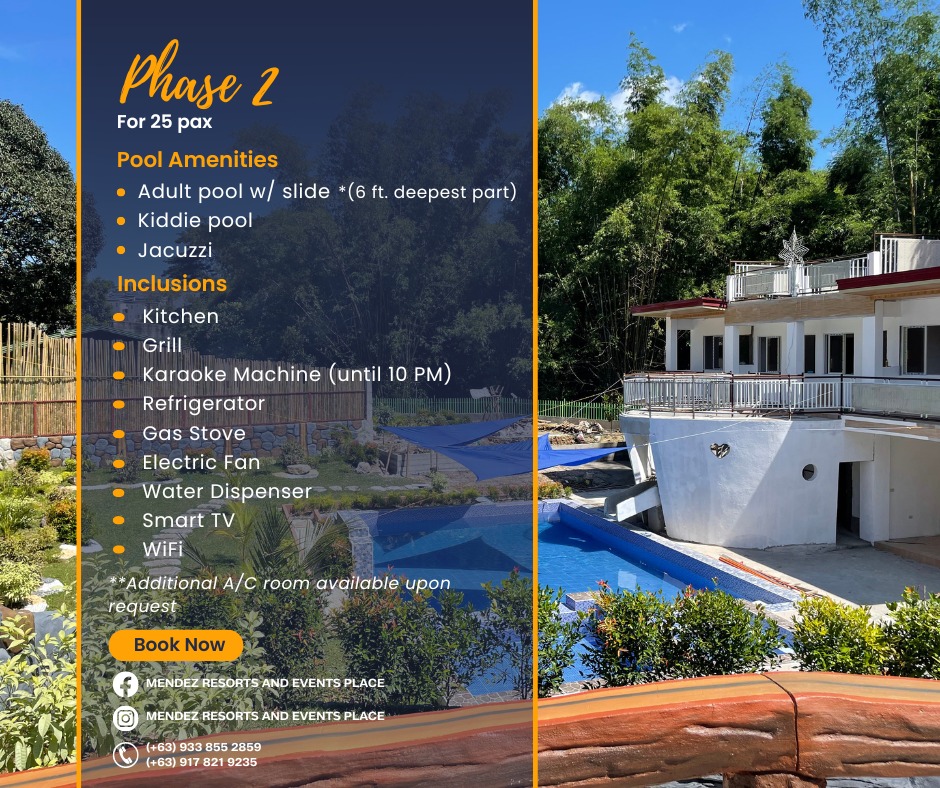 Phase 2
For 25 pax
Pool Amenities
Adult pool w/ slide *(6 ft. deepest part)
Kiddie pool
Jacuzzi
Inclusions
Kitchen
Grill
Karaoke Machine (until 10 PM)
Refrigerator
Gas Stove
Electric Fan
Water Dispenser
Smart TV
WiFi
**Additional A/C room available upon
request
Book Now
MENDEZ RESORTS AND EVENTS PLACE
MENDEZ RESORTS AND EVENTS PLACE
(+63) 933 855 2859
(+63) 917 821 9235